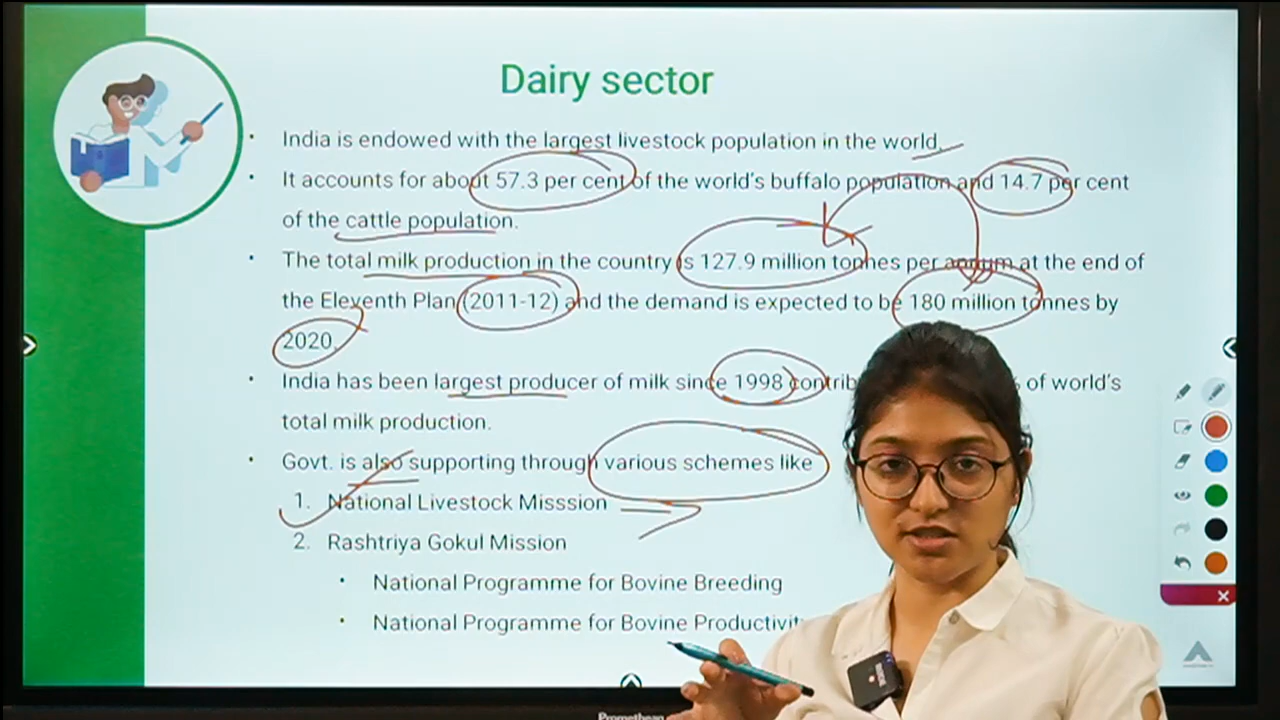 Dairy sector
• India is endowed with the largest livestock population in the world.
• It accounts for about 57.3 per cent of the world's buffalo population and 14.7 per cent
of the cattle population.
• The total milk production in the country is 127.9 million tonnes per annum at the end of
the Eleventh Plan (2011-12) and the demand is expected to be 180 million tonnes by
2020.
• India has been largest producer of milk since 1998 of world's
total milk production.
• Govt. is also supporting through various schemes like
1. National Livestock Misssion
2. Rashtriya Gokul Mission
• National Programme for Bovine Breeding
• National Programme for Bovine
Promethean